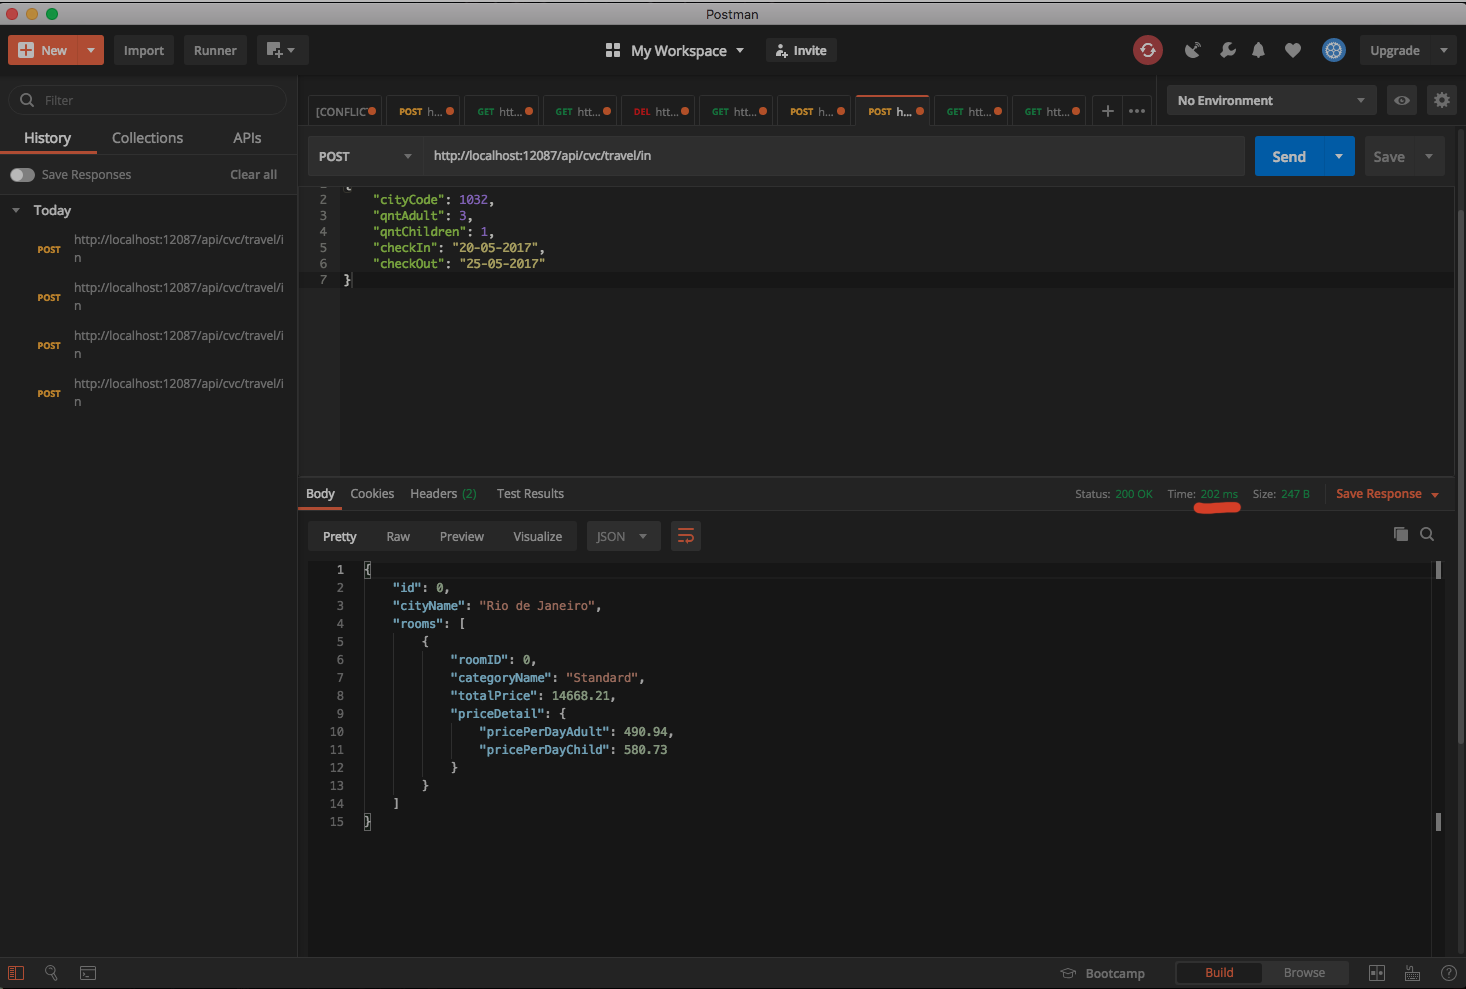 Postman
New
Import
Runner
My Workspace
Invite
Upgrade
Filter
History
Collections
APIs
Save Responses
Clear all
Today
POST
http://localhost:12087/api/cvc/travel/i
n
POST
http://localhost:12087/api/cvc/travel/i
n
POST
http://localhost:12087/api/cvc/travel/i
n
POST
http://localhost:12087/api/cvc/travel/i
n
[CONFLIC
POST h...
GET htt...
GET htt...
DEL htt...
GET htt...
POST h...
POST h...
GET htt...
GET htt...
No Environment
POST
http://localhost:12087/api/cvc/travel/in
Send
Save
2 "cityCode": 1032,
3 "qntAdult": 3,
4 "qntChildren": 1,
5 "checkIn": "20-05-2017",
6 "checkOut": "25-05-2017"
7 }
Body
Cookies
Headers (2)
Test Results
Status: 200 OK
Time: 202 ms
Size: 247 B
Save Response
Pretty
Raw
Preview
Visualize
JSON
1 {
2 "id": 0,
3 "cityName": "Rio de Janeiro",
4 "rooms": [
5 {
6 "roomID": 0,
7 "categoryName": "Standard",
8 "totalPrice": 14668.21,
9 "priceDetail": {
10 "pricePerDayAdult": 490.94,
11 "pricePerDayChild": 580.73
12 }
13 }
14 ]
15 }
Bootcamp
Build
Browse